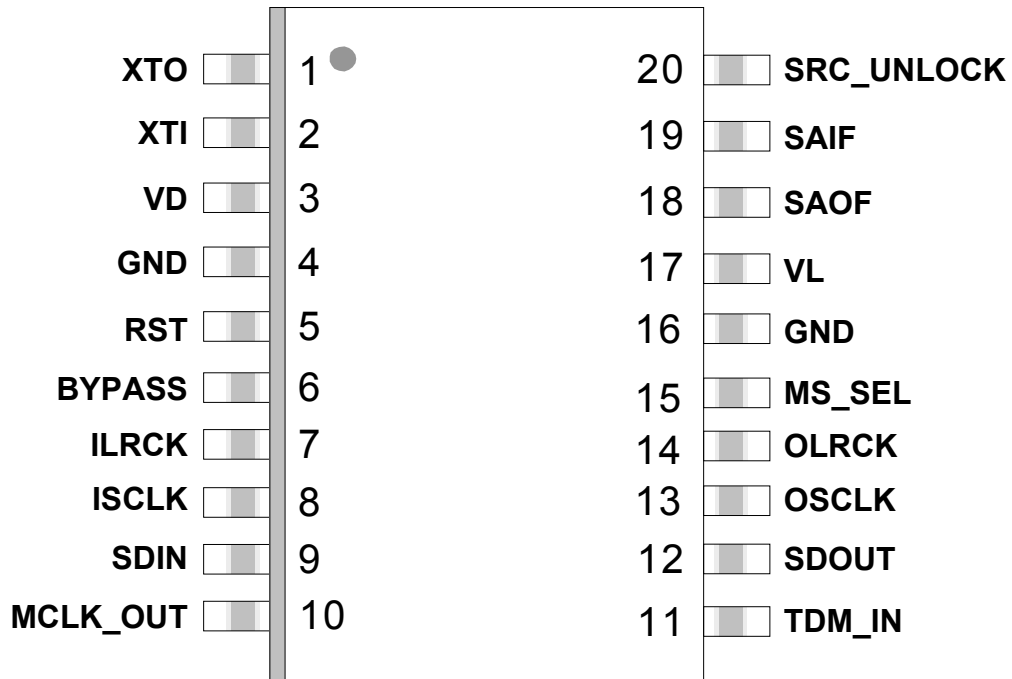 XTO 1 20 SRC_UNLOCK
XTI 2 19 SAIF
VD 3 18 SAOF
GND 4 17 VL
RST 5 16 GND
BYPASS 6 15 MS_SEL
ILRCK 7 14 OLRCK
ISCLK 8 13 OSCLK
SDIN 9 12 SDOUT
MCLK_OUT 10 11 TDM_IN